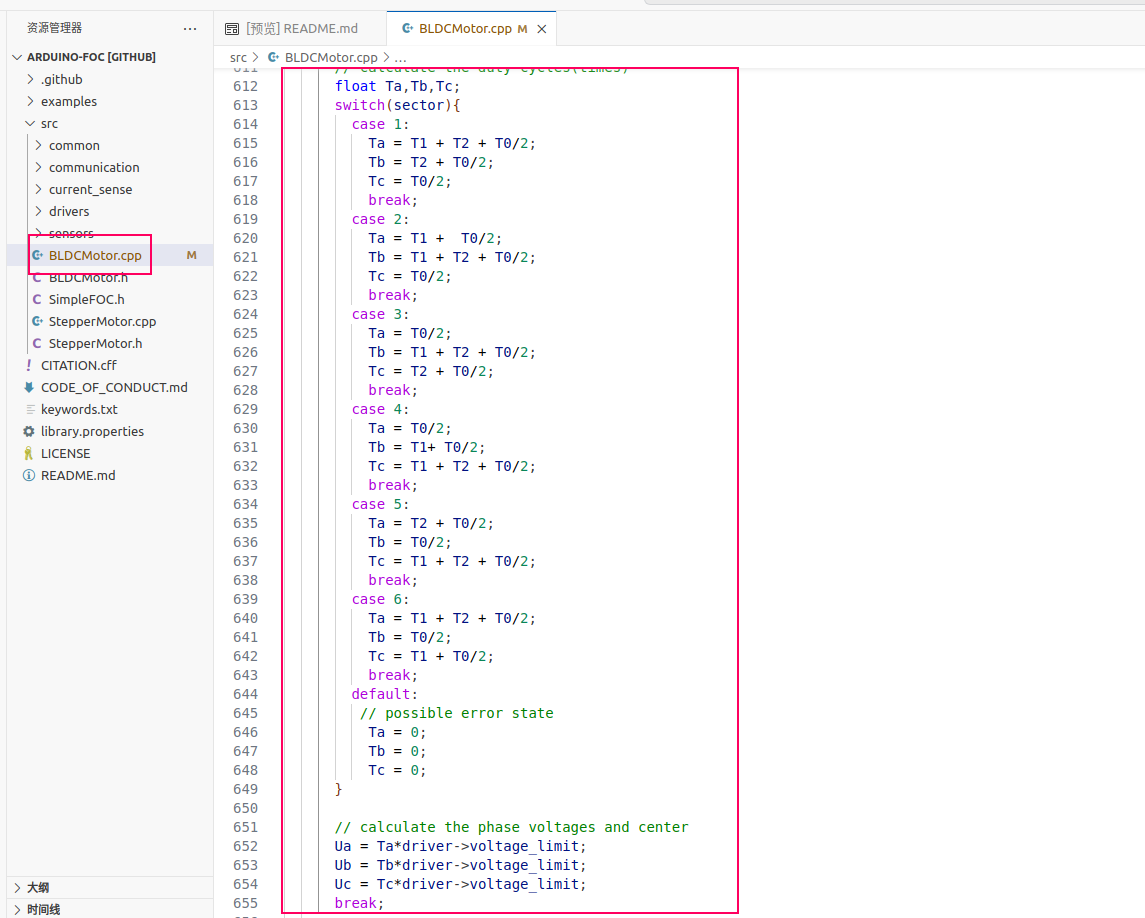 资源管理器
[预览] README.md
BLDCMotor.cpp M
ARDUINO-FOC [GITHUB]
src > BLDCMotor.cpp > ...
.github
examples
src
common
communication
current_sense
drivers
sensors
BLDCMotor.cpp M
BLDCMotor.h
SimpleFOC.h
StepperMotor.cpp
StepperMotor.h
CITATION.cff
CODE_OF_CONDUCT.md
keywords.txt
library.properties
LICENSE
README.md
大纲
时间线
611 // calculate the duty cycles(times)
612 float Ta,Tb,Tc;
613 switch(sector){
614 case 1:
615 Ta = T1 + T2 + T0/2;
616 Tb = T2 + T0/2;
617 Tc = T0/2;
618 break;
619 case 2:
620 Ta = T1 +  T0/2;
621 Tb = T1 + T2 + T0/2;
622 Tc = T0/2;
623 break;
624 case 3:
625 Ta = T0/2;
626 Tb = T1 + T2 + T0/2;
627 Tc = T2 + T0/2;
628 break;
629 case 4:
630 Ta = T0/2;
631 Tb = T1+ T0/2;
632 Tc = T1 + T2 + T0/2;
633 break;
634 case 5:
635 Ta = T2 + T0/2;
636 Tb = T0/2;
637 Tc = T1 + T2 + T0/2;
638 break;
639 case 6:
640 Ta = T1 + T2 + T0/2;
641 Tb = T0/2;
642 Tc = T1 + T0/2;
643 break;
644 default:
645 // possible error state
646 Ta = 0;
647 Tb = 0;
648 Tc = 0;
649 }
650
651 // calculate the phase voltages and center
652 Ua = Ta*driver->voltage_limit;
653 Ub = Tb*driver->voltage_limit;
654 Uc = Tc*driver->voltage_limit;
655 break;